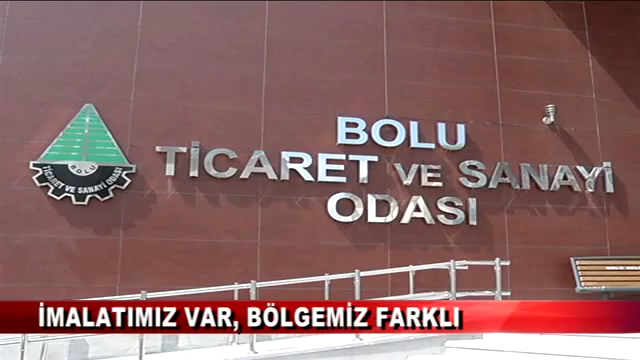 BOLU
TİCARET VE SANAYİ
ODASI
BOLU
TİCARET VE SANAYİ ODASI
İMALATIMIZ VAR, BÖLGEMİZ FARKLI